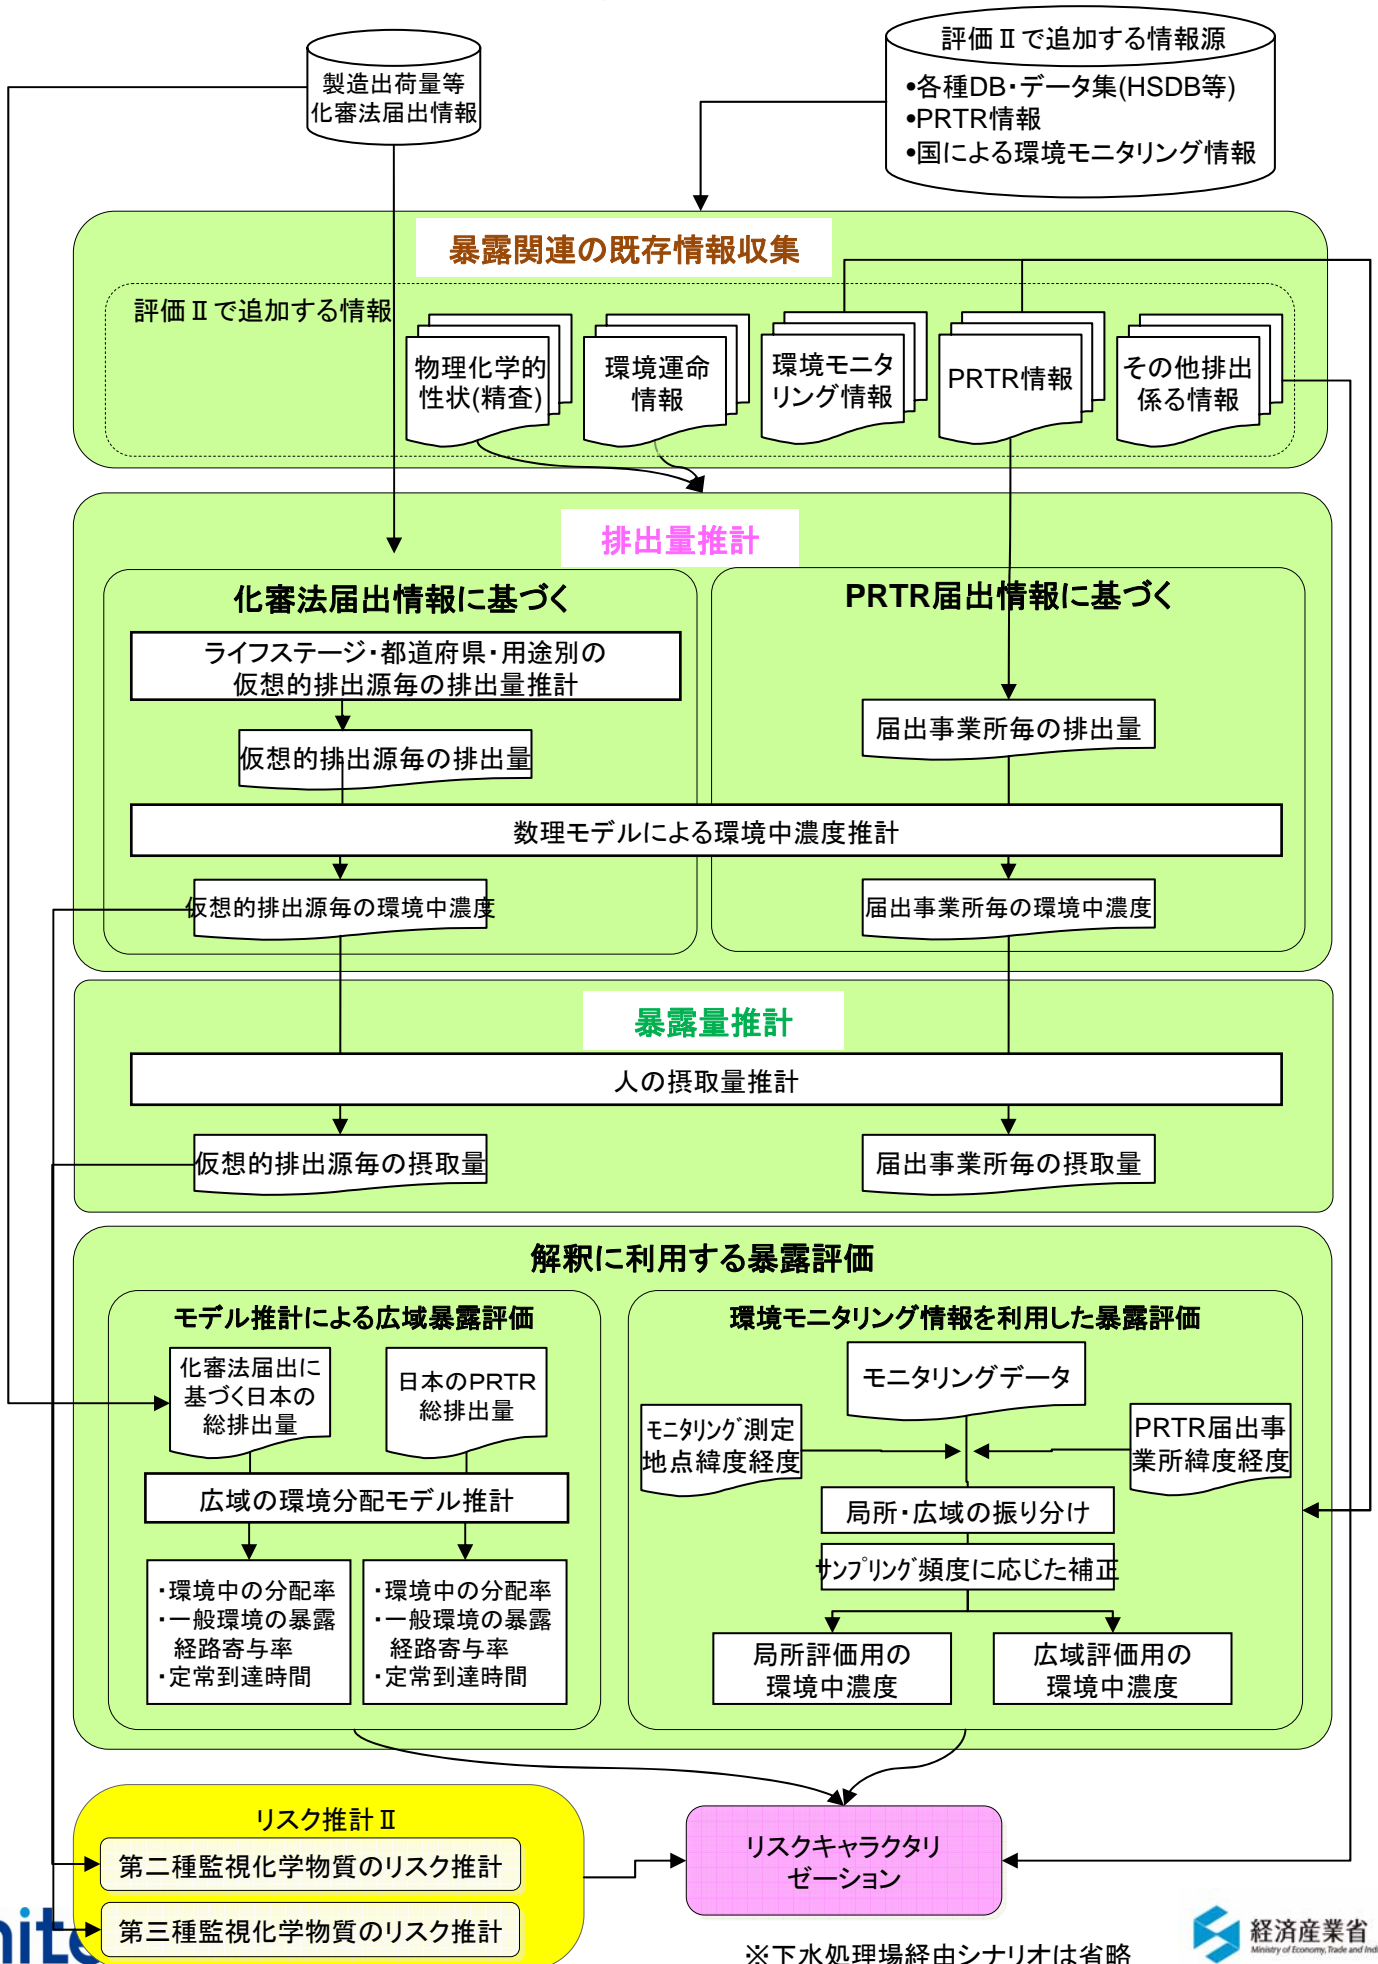 製造出荷量等
化審法届出情報
評価Ⅱで追加する情報源
•各種DB・データ集(HSDB等)
•PRTR情報
•国による環境モニタリング情報
暴露関連の既存情報収集
評価Ⅱで追加する情報
物理化学的
性状(精査)
環境運命
情報
環境モニタ
リング情報
PRTR情報
その他排出
係る情報
排出量推計
化審法届出情報に基づく
PRTR届出情報に基づく
ライフステージ・都道府県・用途別の
仮想的排出源毎の排出量推計
仮想的排出源毎の排出量
届出事業所毎の排出量
数理モデルによる環境中濃度推計
仮想的排出源毎の環境中濃度
届出事業所毎の環境中濃度
暴露量推計
人の摂取量推計
仮想的排出源毎の摂取量
届出事業所毎の摂取量
解釈に利用する暴露評価
モデル推計による広域暴露評価
化審法届出に
基づく日本の
総排出量
日本のPRTR
総排出量
広域の環境分配モデル推計
・環境中の分配率
・一般環境の暴露
経路寄与率
・定常到達時間
・環境中の分配率
・一般環境の暴露
経路寄与率
・定常到達時間
環境モニタリング情報を利用した暴露評価
モニタリングデータ
モニタリング測定
地点緯度経度
PRTR届出事
業所緯度経度
局所・広域の振り分け
サンプリング頻度に応じた補正
局所評価用の
環境中濃度
広域評価用の
環境中濃度
リスク推計Ⅱ
第二種監視化学物質のリスク推計
第三種監視化学物質のリスク推計
リスクキャラクタリ
ゼーション
※下水処理場経由シナリオは省略
nite
経済産業省
Ministry of Economy, Trade and Ind